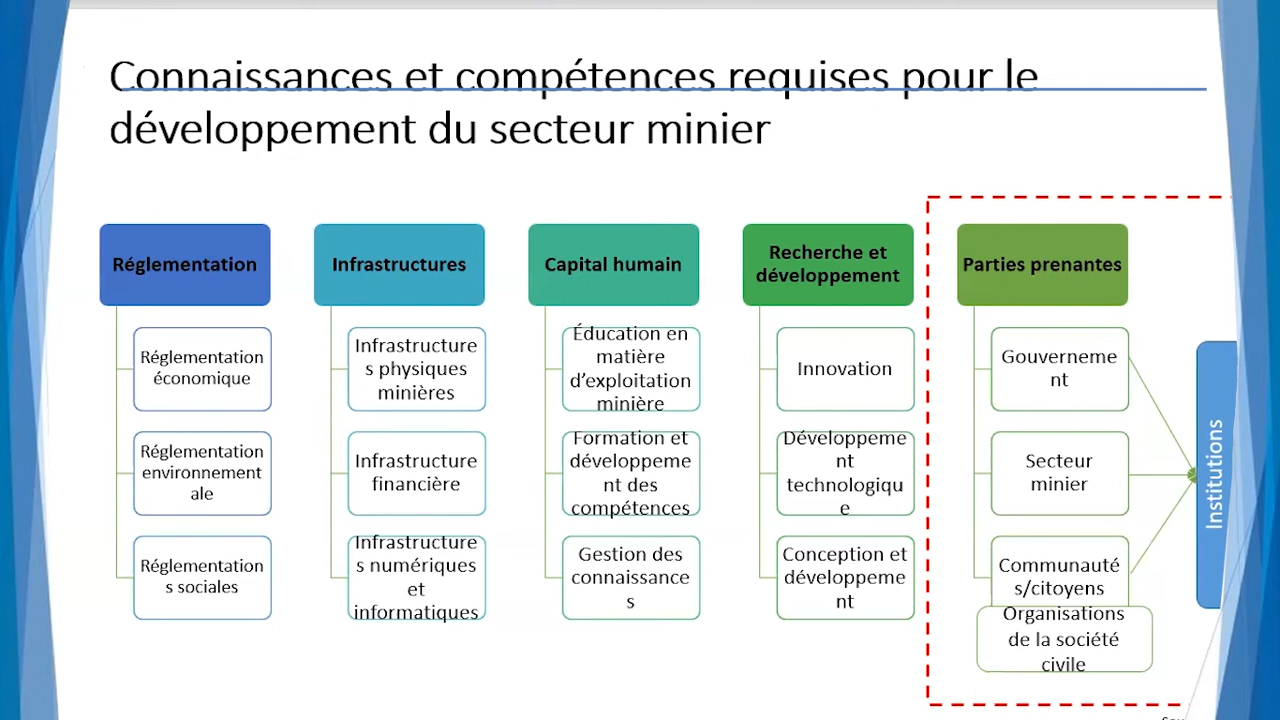 Connaissances et compétences requises pour le
développement du secteur minier
Réglementation
Réglementation
économique
Réglementation
environnement
ale
Réglementation
s sociales
Infrastructures
Infrastructure
s physiques
minières
Infrastructure
financière
Infrastructure
s numériques
et
informatiques
Capital humain
Éducation en
matière
d’exploitation
minière
Formation et
développeme
nt des
compétences
Gestion des
connaissance
s
Recherche et
développement
Innovation
Développeme
nt
technologiqu
e
Conception et
développeme
nt
Parties prenantes
Gouverneme
nt
Secteur
minier
Communauté
s/citoyens
Organisations
de la société
civile
Institutions